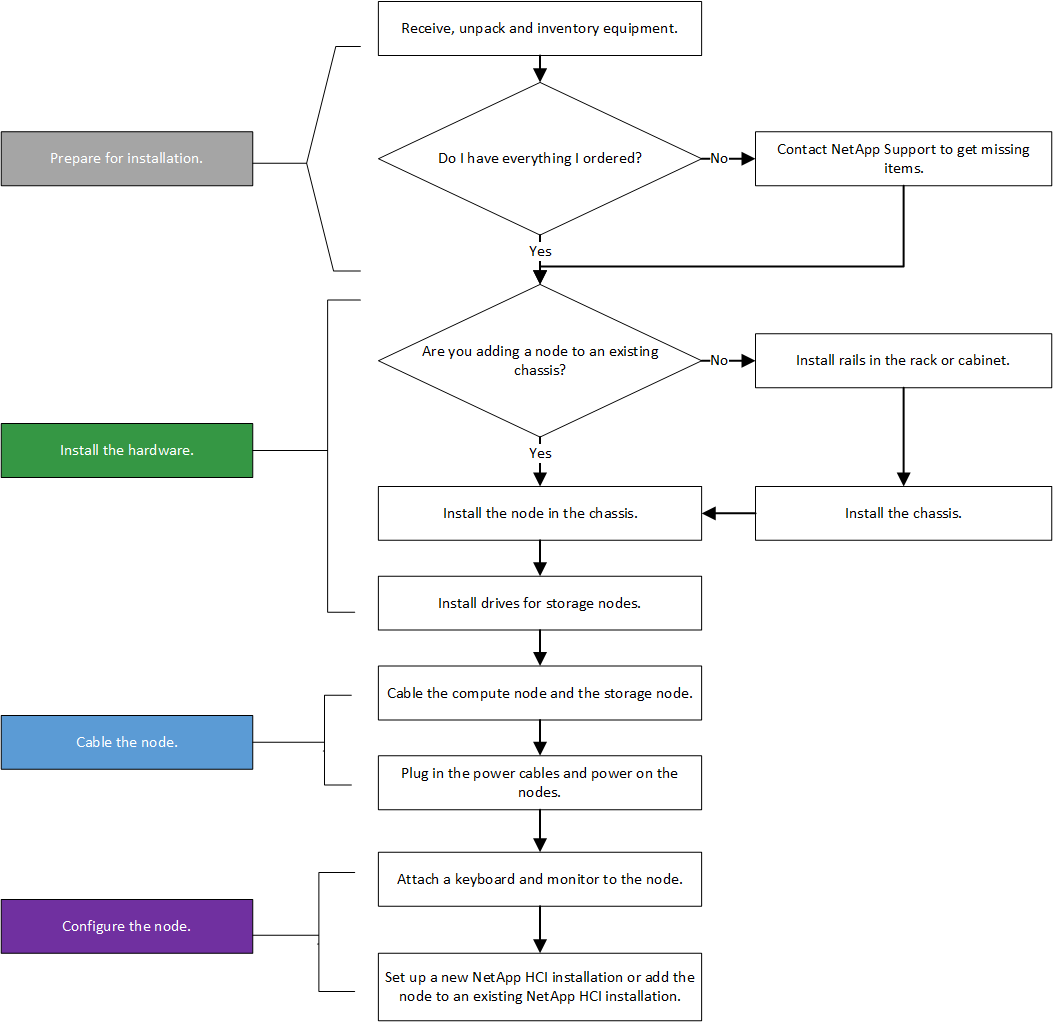 Receive, unpack and inventory equipment.
Prepare for installation.
Do I have everything I ordered?
No
Contact NetApp Support to get missing
items.
Yes
Are you adding a node to an existing
chassis?
No
Install rails in the rack or cabinet.
Install the hardware.
Yes
Install the node in the chassis.
Install the chassis.
Install drives for storage nodes.
Cable the compute node and the storage node.
Cable the node.
Plug in the power cables and power on the
nodes.
Attach a keyboard and monitor to the node.
Configure the node.
Set up a new NetApp HCI installation or add the
node to an existing NetApp HCI installation.